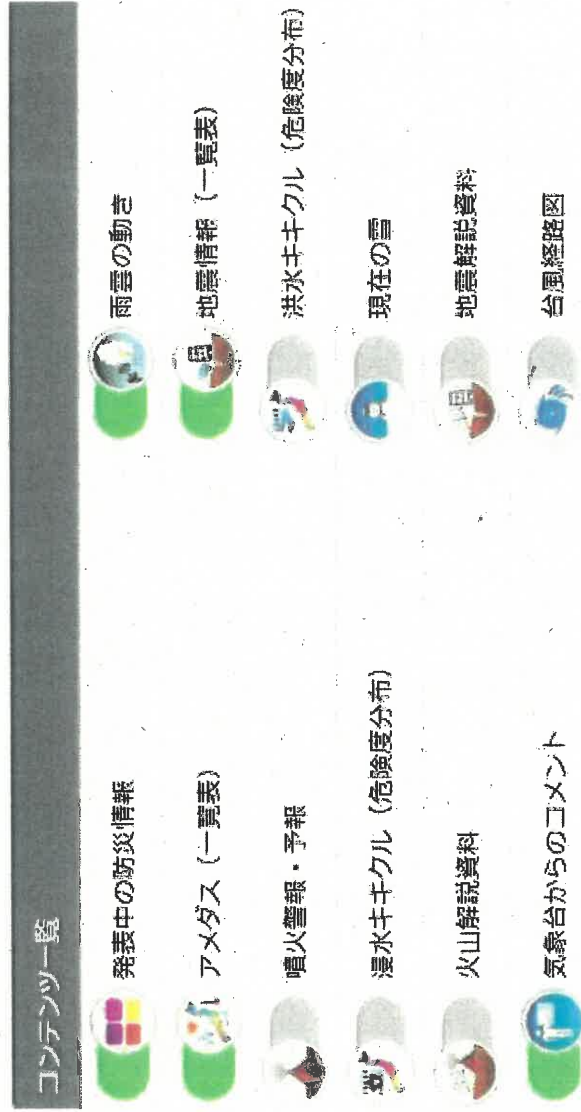 コンテンツ一覧
発表中の防災情報
雨雲の動き
アメダス（一覧表）
地震情報（一覧表）
噴火警報・予報
洪水キキクル（危険度分布）
浸水キキクル（危険度分布）
現在の雪
火山解説資料
地震解説資料
気象台からのコメント
台風経路図